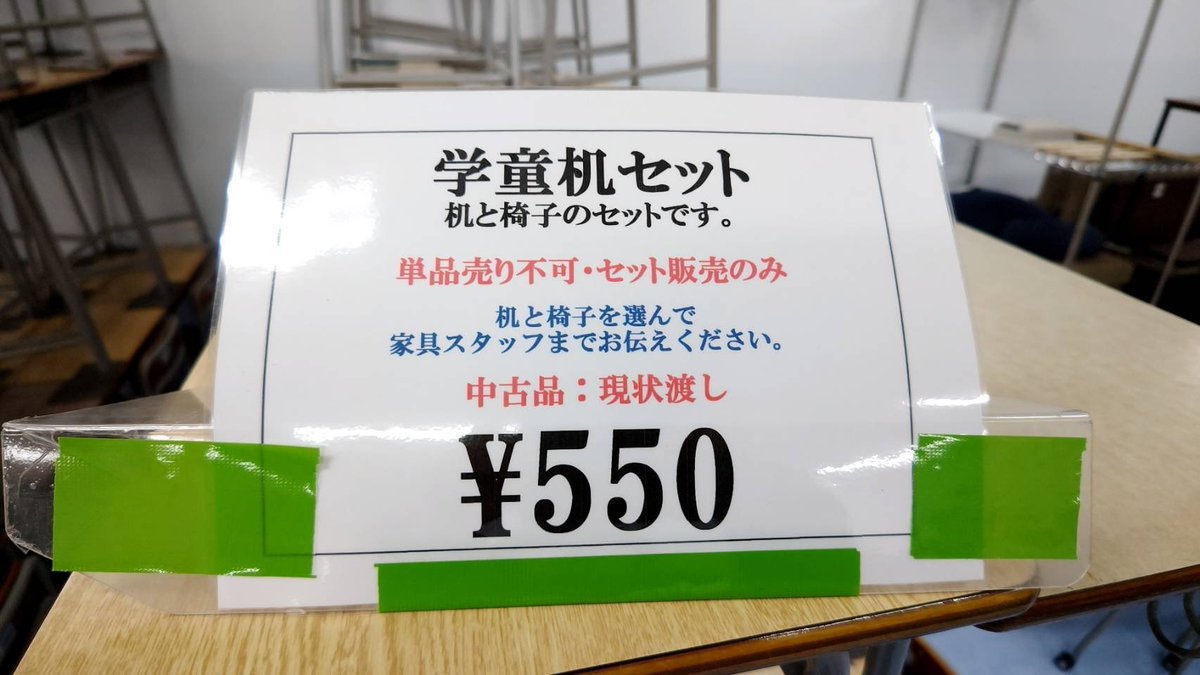 学童机セット
机と椅子のセットです。
単品売り不可・セット販売のみ
机と椅子を選んで
家具スタッフまでお伝えください。
中古品：現状渡し
¥550